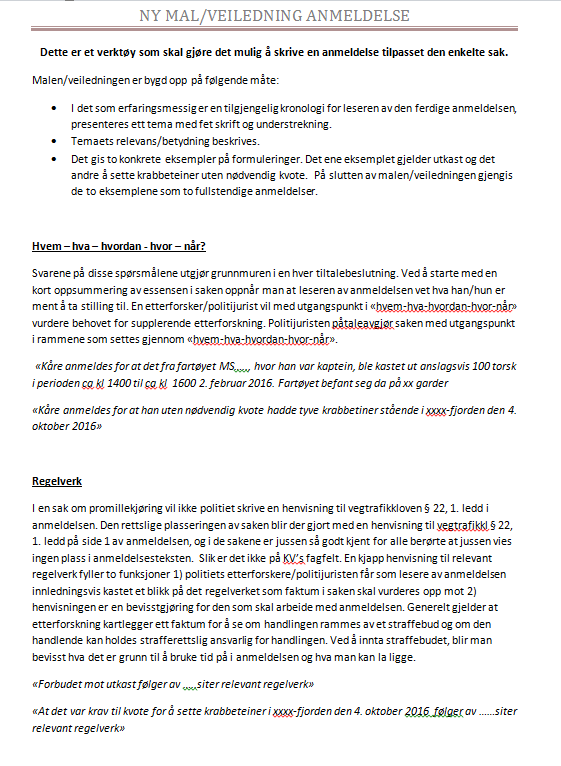 NY MAL/VEILEDNING ANMELDELSE
Dette er et verktøy som skal gjøre det mulig å skrive en anmeldelse tilpasset den enkelte sak.
Malen/veiledningen er bygd opp på følgende måte:
• I det som erfaringsmessig er en tilgjengelig kronologi for leseren av den ferdige anmeldelsen,
presenteres ett tema med fet skrift og understrekning.
• Temaets relevans/betydning beskrives.
• Det gis to konkrete eksempler på formuleringer. Det ene eksemplet gjelder utkast og det
andre å sette krabbeteiner uten nødvendig kvote. På slutten av malen/veiledningen gjengis
de to eksemplene som to fullstendige anmeldelser.
Hvem – hva – hvordan - hvor – når?
Svarene på disse spørsmålene utgjør grunnmuren i en hver tiltalebeslutning. Ved å starte med en
kort oppsummering av essensen i saken oppnår man at leseren av anmeldelsen vet hva han/hun er
ment å ta stilling til. En etterforsker/politijurist vil med utgangspunkt i «hvem-hva-hvordan-hvor-når»
vurdere behovet for supplerende etterforskning. Politijuristen påtaleavgjør saken med utgangspunkt
i rammene som settes gjennom «hvem-hva-hvordan-hvor-når».
«Kåre anmeldes for at det fra fartøyet MS,....., hvor han var kaptein, ble kastet ut anslagsvis 100 torsk
i perioden ca kl 1400 til ca kl 1600 2. februar 2016. Fartøyet befant seg da på xx garder
«Kåre anmeldes for at han uten nødvendig kvote hadde tyve krabbetiner stående i xxxx-fjorden den 4.
oktober 2016»
Regelverk
I en sak om promillekjøring vil ikke politiet skrive en henvisning til vegtrafikkloven § 22, 1. ledd i
anmeldelsen. Den rettslige plasseringen av saken blir der gjort med en henvisning til vegtrafikkl § 22,
1. ledd på side 1 av anmeldelsen, og i de sakene er jussen så godt kjent for alle berørte at jussen vies
ingen plass i anmeldelsesteksten. Slik er det ikke på KV's fagfelt. En kjapp henvisning til relevant
regelverk fyller to funksjoner 1) politiets etterforskere/politijuristen får som lesere av anmeldelsen
innledningsvis kastet et blikk på det regelverket som faktum i saken skal vurderes opp mot 2)
henvisningen er en bevisstgjøring for den som skal arbeide med anmeldelsen. Generelt gjelder at
etterforskning kartlegger ett faktum for å se om handlingen rammes av et straffebud og om den
handlende kan holdes strafferettslig ansvarlig for handlingen. Ved å innta straffebudet, blir man
bevisst hva det er grunn til å bruke tid på i anmeldelsen og hva man kan la ligge.
«Forbudet mot utkast følger av .....siter relevant regelverk»
«At det var krav til kvote for å sette krabbeteiner i xxxx-fjorden den 4. oktober 2016 følger av ......siter
relevant regelverk»